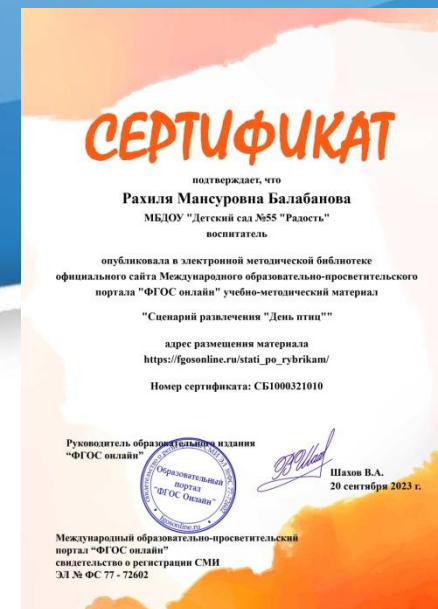 СЕРТИФИКАТ
подтверждает, что
Рахиля Мансуровна Балабанова
МБДОУ "Детский сад №55 "Радость"
воспитатель
опубликовала в электронной методической библиотеке
официального сайта Международного образовательно-просветительского
портала "ФГОС онлайн" учебно-методический материал
"Сценарий развлечения "День птиц""
адрес размещения материала
https://fgosonline.ru/stati_po_rybrikam/
Номер сертификата: СБ1000321010
Руководитель образовательного издания
“ФГОС онлайн”
Образовательный
портал
"ФГОС Онлайн"
fgosonline.ru
Шахов В.А.
20 сентября 2023 г.
Международный образовательно-просветительский
портал “ФГОС онлайн”
свидетельство о регистрации СМИ
ЭЛ № ФС 77 - 72602